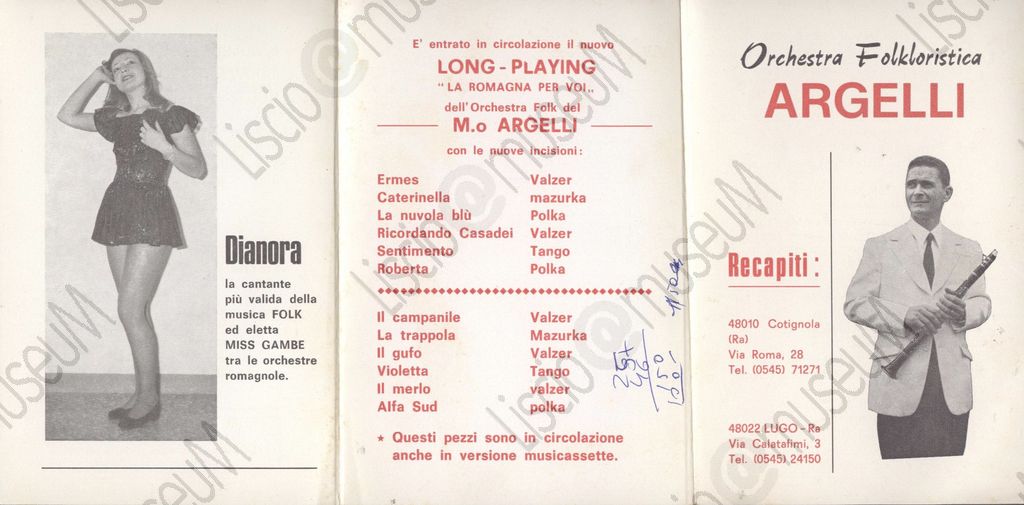 Dianora
la cantante
più valida della
musica FOLK
ed eletta
MISS GAMBE
tra le orchestre
romagnole.
E' entrato in circolazione il nuovo
LONG - PLAYING
“ LA ROMAGNA PER VOI „
dell'Orchestra Folk del
M.o ARGELLI
con le nuove incisioni:
Ermes Valzer
Caterinella mazurka
La nuvola blù Polka
Ricordando Casadei Valzer
Sentimento Tango
Roberta Polka
Il campanile Valzer
La trappola Mazurka
Il gufo Valzer
Violetta Tango
Il merlo valzer
Alfa Sud polka
* Questi pezzi sono in circolazione
anche in versione musicassette.
Orchestra Folkloristica
ARGELLI
Recapiti :
48010 Cotignola
(Ra)
Via Roma, 28
Tel. (0545) 71271
48022 LUGO - Ra
Via Calatafimi, 3
Tel. (0545) 24150
Liscio@museuM